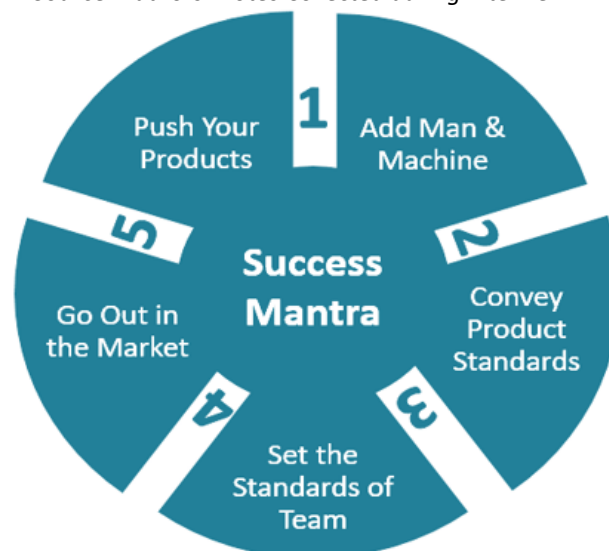 1
Add Man &
Machine
2
Convey
Product
Standards
3
Set the
Standards of
Team
4
Go Out in
the Market
5
Push Your
Products
Success
Mantra